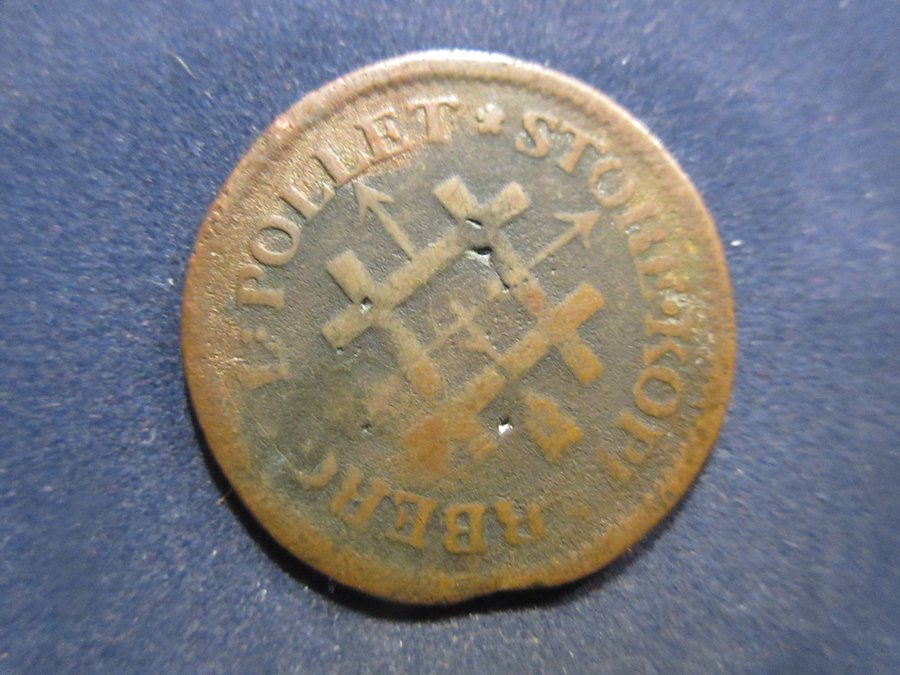 STORE·KOP RBERG L: POLLET *